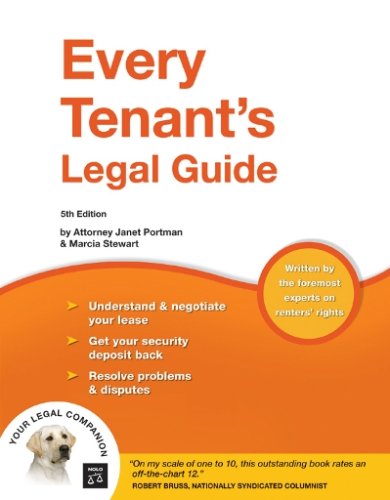 Every
Tenant's
Legal Guide
5th Edition
by Attorney Janet Portman
& Marcia Stewart
Written by
the foremost
experts on
renters' rights
Understand & negotiate
your lease
Get your security
deposit back
Resolve problems
& disputes
YOUR LEGAL COMPANION
NOLO
"On my scale of one to 10, this outstanding book rates an
off-the-chart 12."
ROBERT BRUSS, NATIONALLY SYNDICATED COLUMNIST